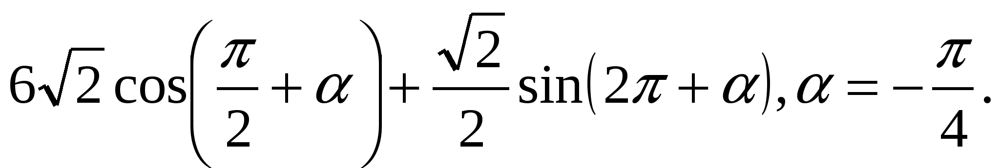 6√2 cos(π/2 + α) + √2/2 sin(2π + α), α = −π/4.